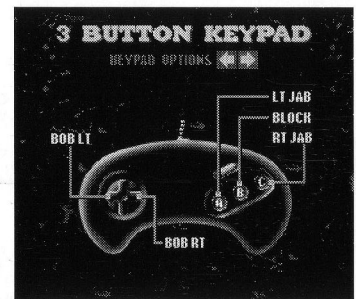 3 BUTTON KEYPAD
KEYPAD OPTIONS
LT JAB
BLOCK
RT JAB
BOB LT
A B C
BOB RT